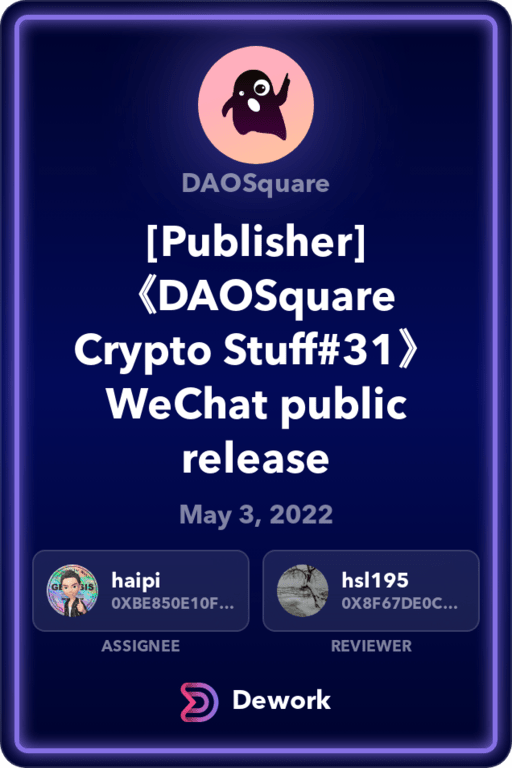 DAOSquare
[Publisher]
《DAOSquare
Crypto Stuff#31》
WeChat public
release
May 3, 2022
haipi
0XBE850E10F...
hsl195
0X8F67DE0C...
ASSIGNEE
REVIEWER
Dework